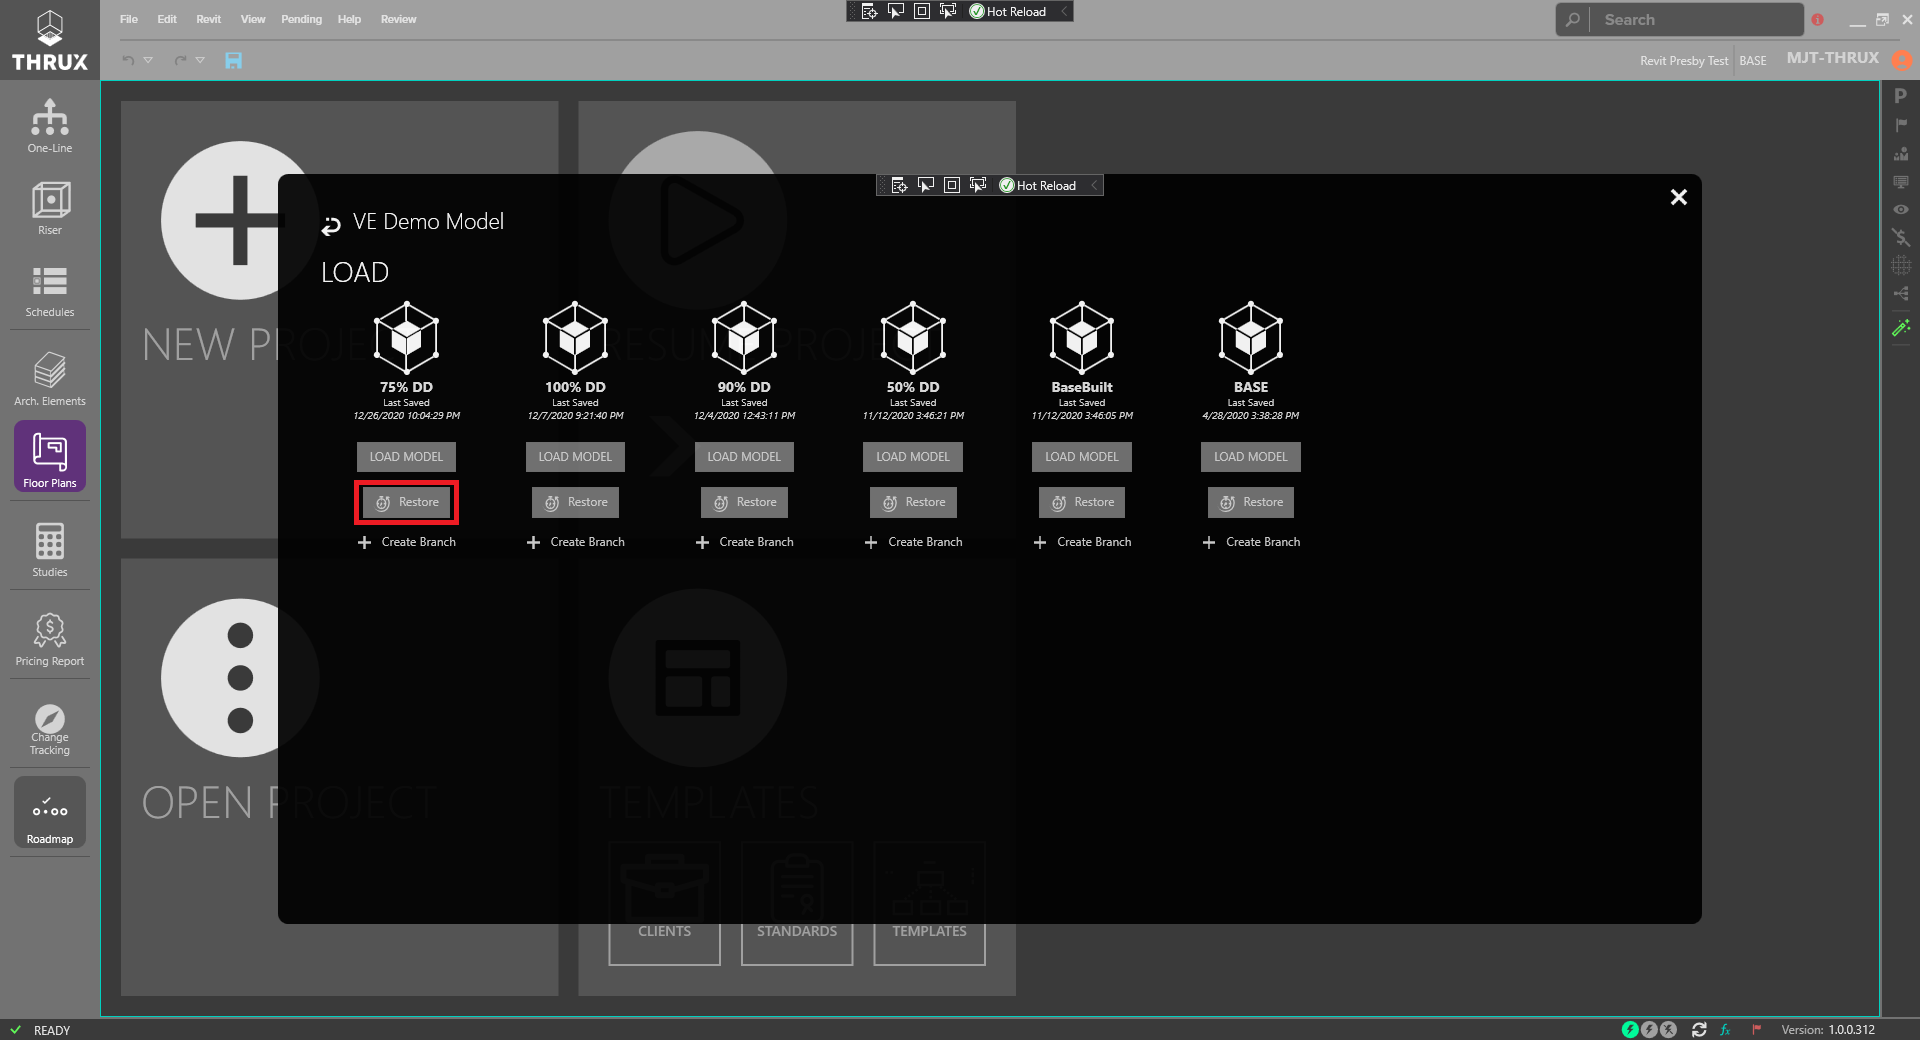 File Edit Revit View Pending Help Review
Hot Reload
Search
THRUX
Revit Presby Test BASE MJT-THRUX
One-Line
Riser
Schedules
Arch. Elements
Floor Plans
Studies
Pricing Report
Change
Tracking
Roadmap
NEW PROJECT
RESUME PROJECT
OPEN PROJECT
TEMPLATES
CLIENTS STANDARDS TEMPLATES
Hot Reload
VE Demo Model
LOAD
75% DD
Last Saved
12/26/2020 10:04:29 PM
LOAD MODEL
Restore
Create Branch
100% DD
Last Saved
12/7/2020 9:21:40 PM
LOAD MODEL
Restore
Create Branch
90% DD
Last Saved
12/4/2020 12:43:11 PM
LOAD MODEL
Restore
Create Branch
50% DD
Last Saved
11/12/2020 3:46:21 PM
LOAD MODEL
Restore
Create Branch
BaseBuilt
Last Saved
11/12/2020 3:46:05 PM
LOAD MODEL
Restore
Create Branch
BASE
Last Saved
4/28/2020 3:38:28 PM
LOAD MODEL
Restore
Create Branch
P
READY
fx
Version: 1.0.0.312